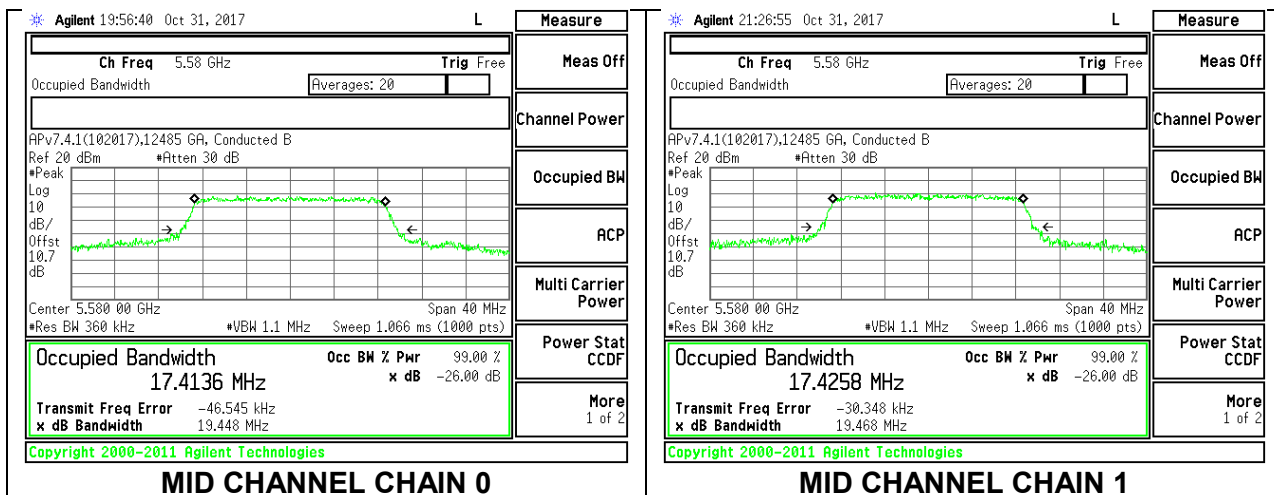 Agilent 19:56:40 Oct 31, 2017 L Measure
Ch Freq 5.58 GHz Trig Free
Meas Off
Occupied Bandwidth Averages: 20
Channel Power
APv7.4.1(102017),12485 GA, Conducted B
Ref 20 dBm #Atten 30 dB
#Peak
Log
10
dB/
Offst
10.7
dB
Occupied BW
ACP
Multi Carrier
Power
Center 5.580 00 GHz Span 40 MHz
#Res BW 360 kHz #VBW 1.1 MHz Sweep 1.066 ms (1000 pts)
Power Stat
CCDF
Occupied Bandwidth Occ BW % Pwr 99.00 %
17.4136 MHz x dB -26.00 dB
Transmit Freq Error -46.545 kHz
x dB Bandwidth 19.448 MHz
More
1 of 2
Copyright 2000-2011 Agilent Technologies
MID CHANNEL CHAIN 0
Agilent 21:26:55 Oct 31, 2017 L Measure
Ch Freq 5.58 GHz Trig Free
Meas Off
Occupied Bandwidth Averages: 20
Channel Power
APv7.4.1(102017),12485 GA, Conducted B
Ref 20 dBm #Atten 30 dB
#Peak
Log
10
dB/
Offst
10.7
dB
Occupied BW
ACP
Multi Carrier
Power
Center 5.580 00 GHz Span 40 MHz
#Res BW 360 kHz #VBW 1.1 MHz Sweep 1.066 ms (1000 pts)
Power Stat
CCDF
Occupied Bandwidth Occ BW % Pwr 99.00 %
17.4258 MHz x dB -26.00 dB
Transmit Freq Error -30.348 kHz
x dB Bandwidth 19.468 MHz
More
1 of 2
Copyright 2000-2011 Agilent Technologies
MID CHANNEL CHAIN 1